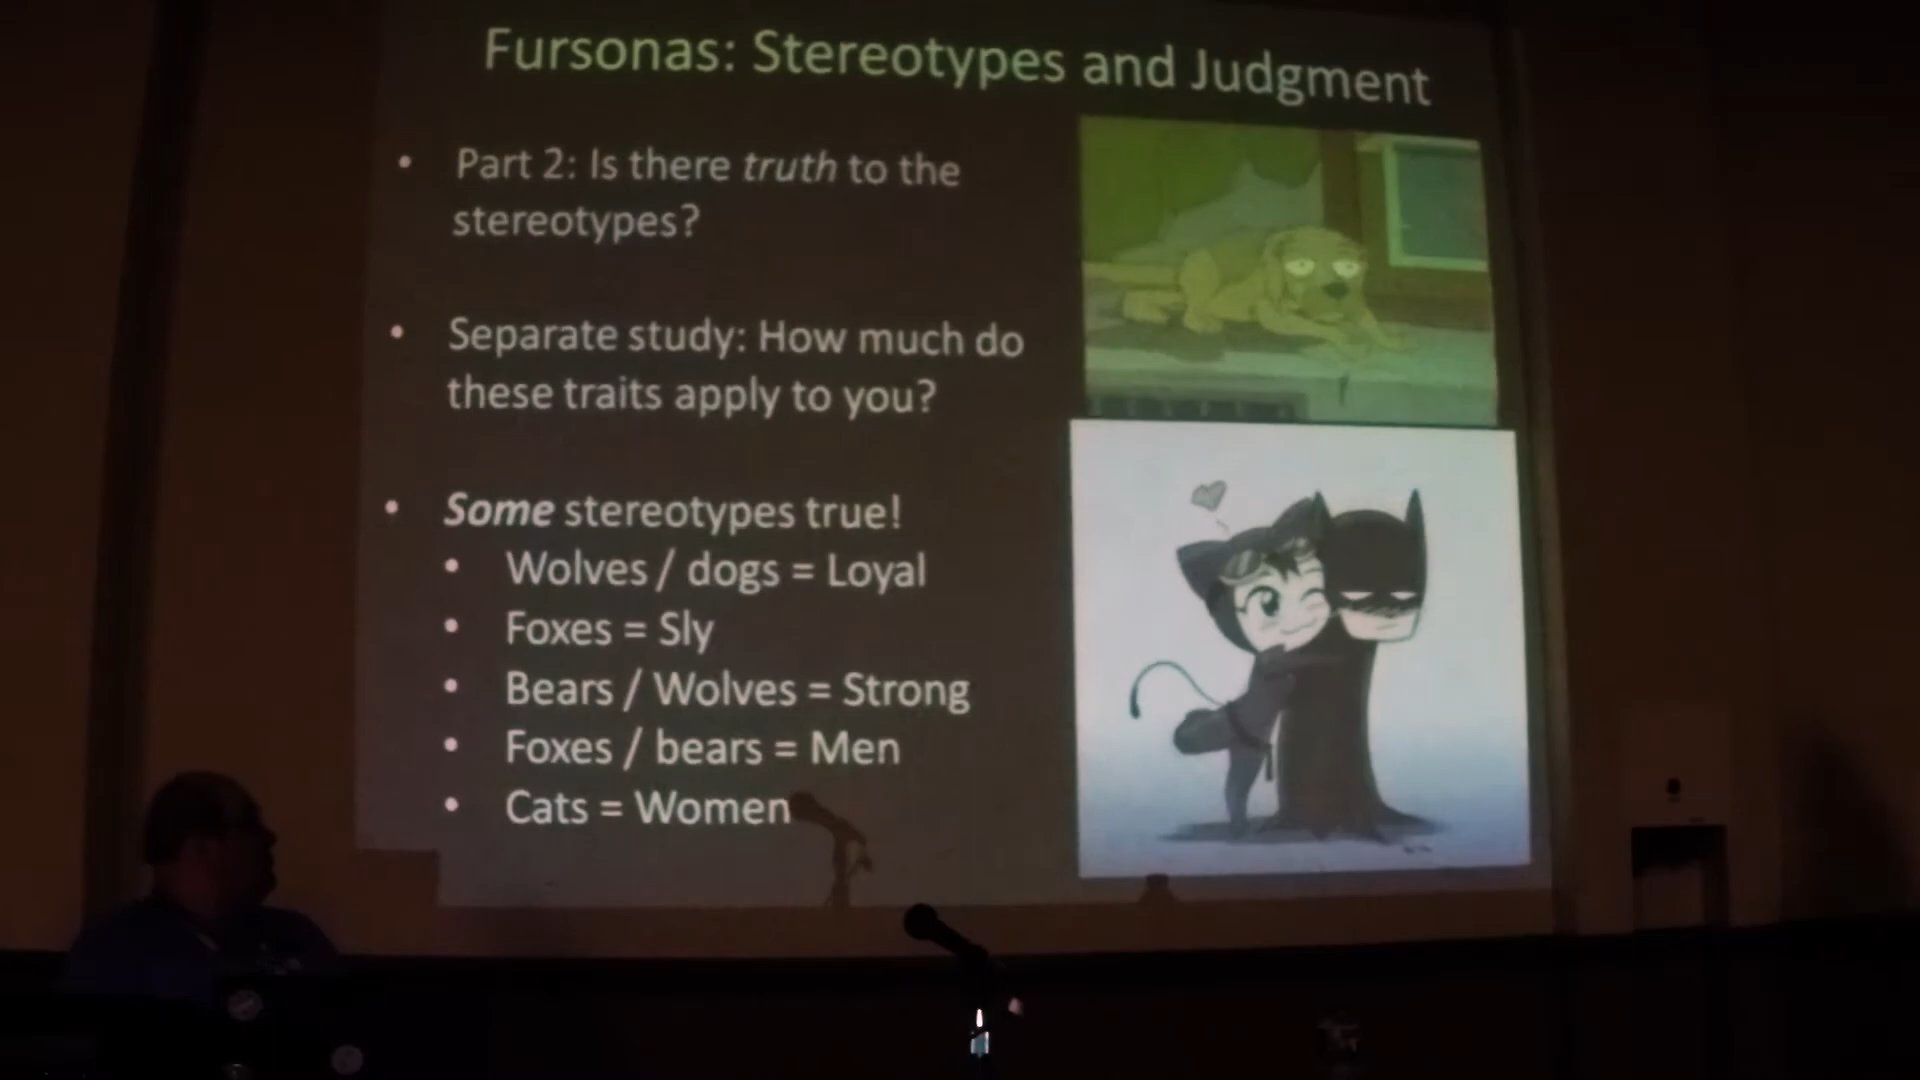 Fursonas: Stereotypes and Judgment
• Part 2: Is there truth to the
stereotypes?
• Separate study: How much do
these traits apply to you?
• Some stereotypes true!
• Wolves / dogs = Loyal
• Foxes = Sly
• Bears / Wolves = Strong
• Foxes / bears = Men
• Cats = Women